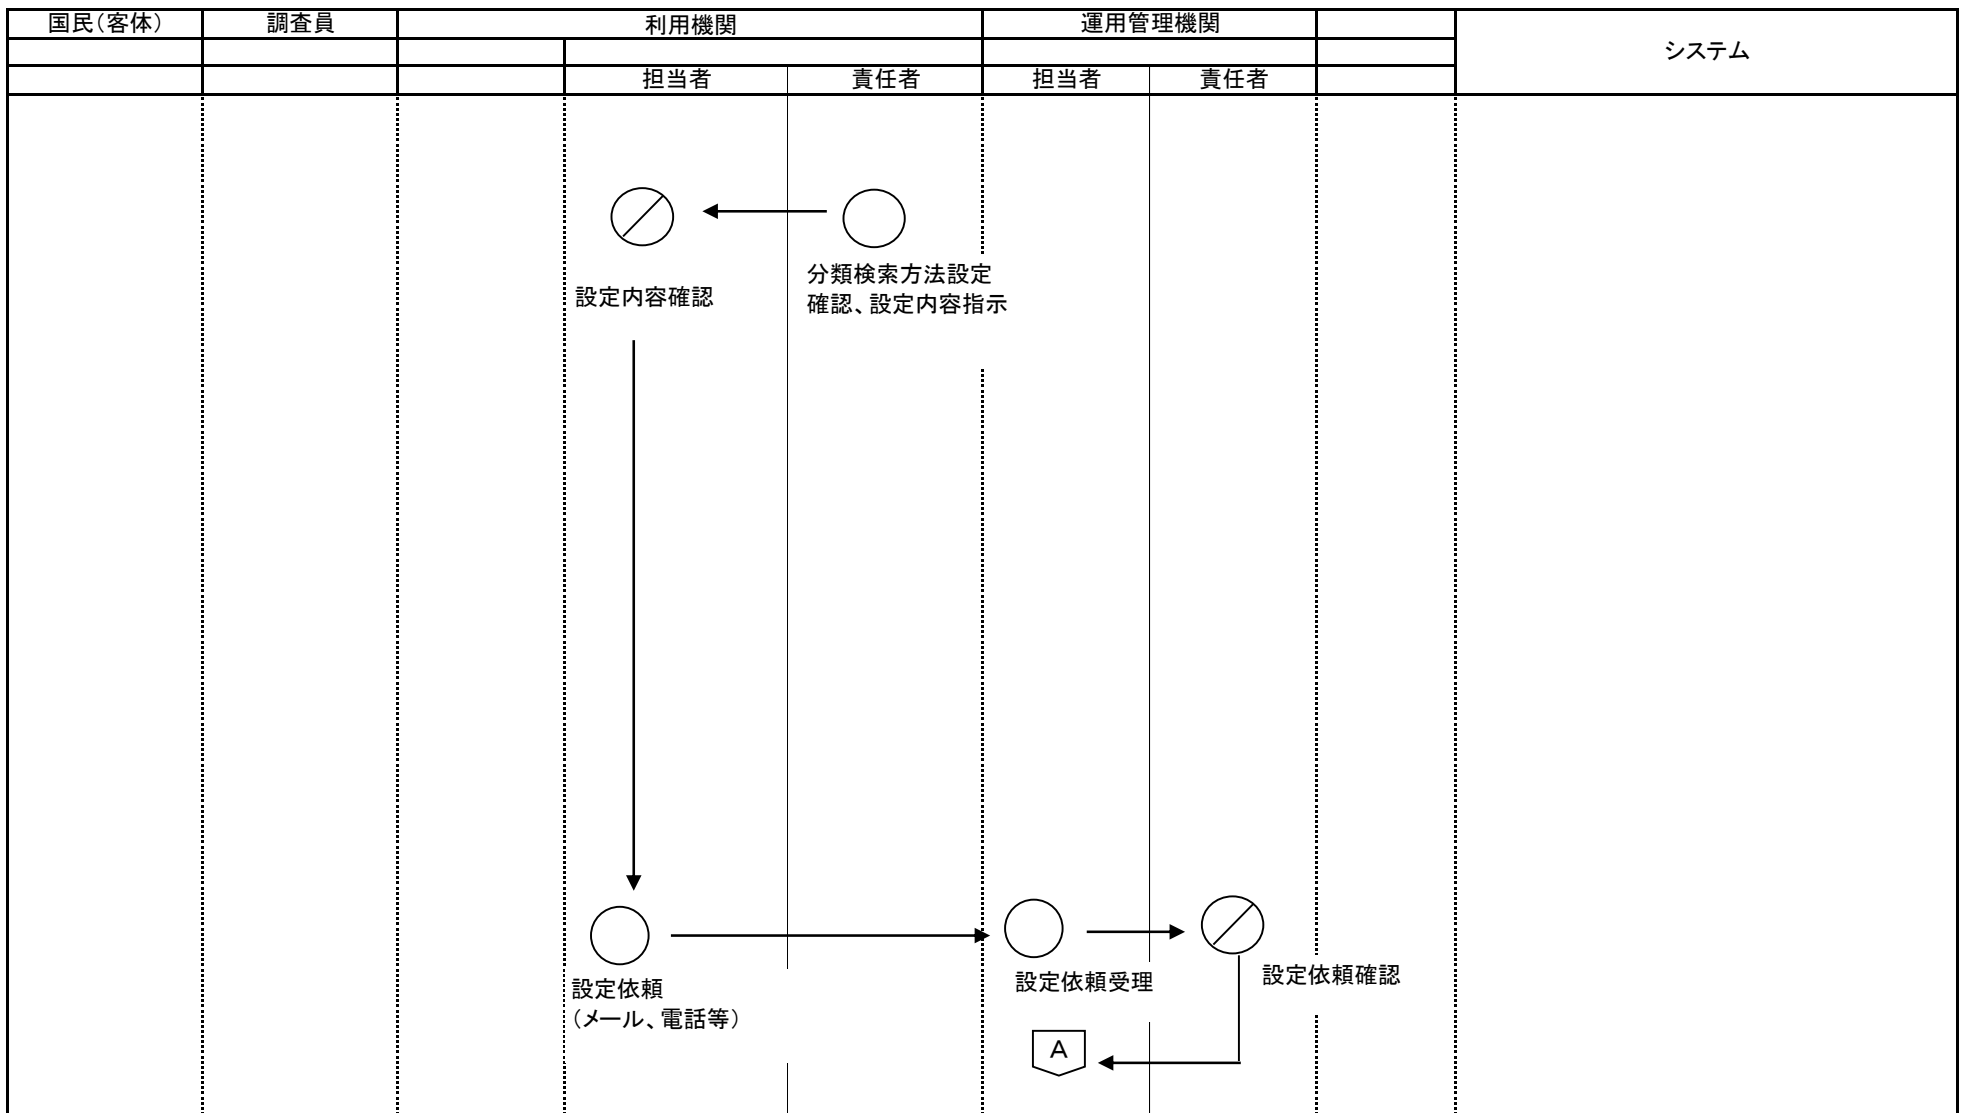 国民（客体）
調査員
利用機関
運用管理機関
システム
担当者
責任者
担当者
責任者
分類検索方法設定
確認、設定内容指示
設定内容確認
設定依頼
（メール、電話等）
設定依頼受理
設定依頼確認
A